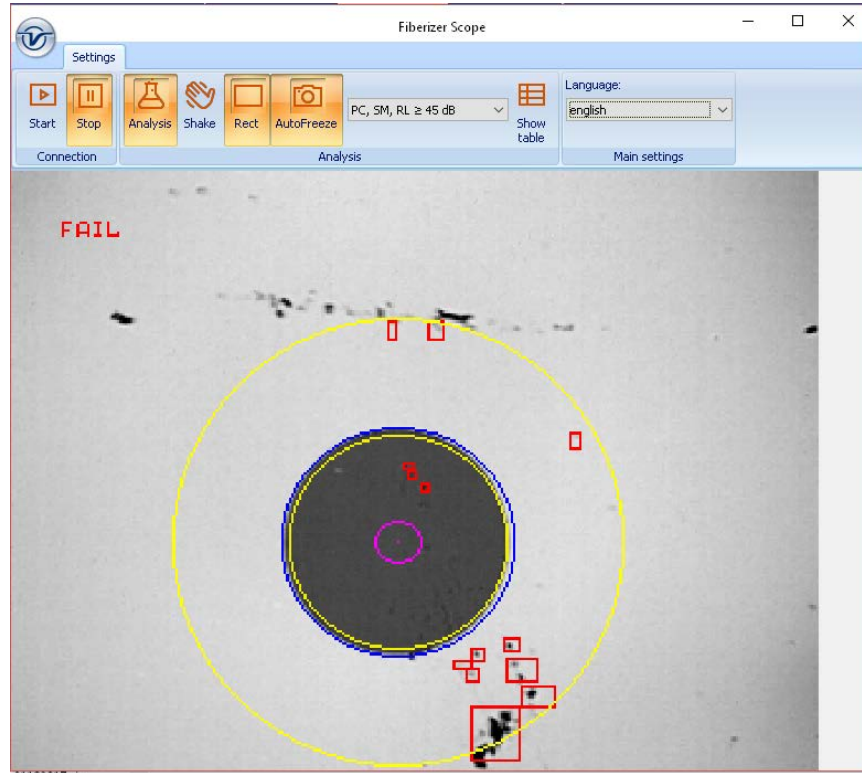 Fiberizer Scope
Settings
Start
Stop
Analysis
Shake
Rect
AutoFreeze
PC, SM, RL ≥ 45 dB
Show
table
Language:
english
Connection
Analysis
Main settings
FAIL